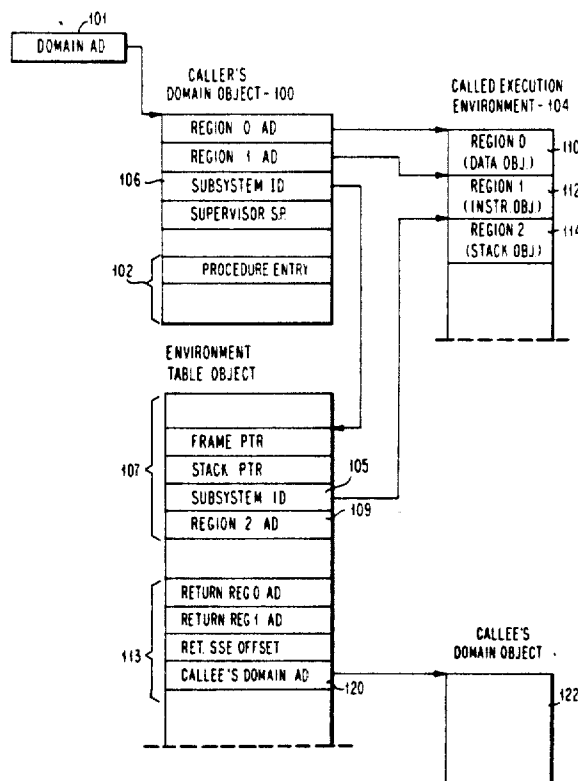 101
DOMAIN AD
CALLER'S
DOMAIN OBJECT - 100
REGION 0 AD
REGION 1 AD
106
SUBSYSTEM ID
SUPERVISOR S.P.
102
PROCEDURE ENTRY
CALLED EXECUTION
ENVIRONMENT - 104
REGION 0
(DATA OBJ.)
110
REGION 1
(INSTR. OBJ.)
112
REGION 2
(STACK OBJ.)
114
ENVIRONMENT
TABLE OBJECT
107
FRAME PTR
STACK PTR
105
SUBSYSTEM ID
109
REGION 2 AD
113
RETURN REG 0 AD
RETURN REG 1 AD
RET. SSE OFFSET
CALLEE'S DOMAIN AD
120
CALLEE'S
DOMAIN OBJECT
122